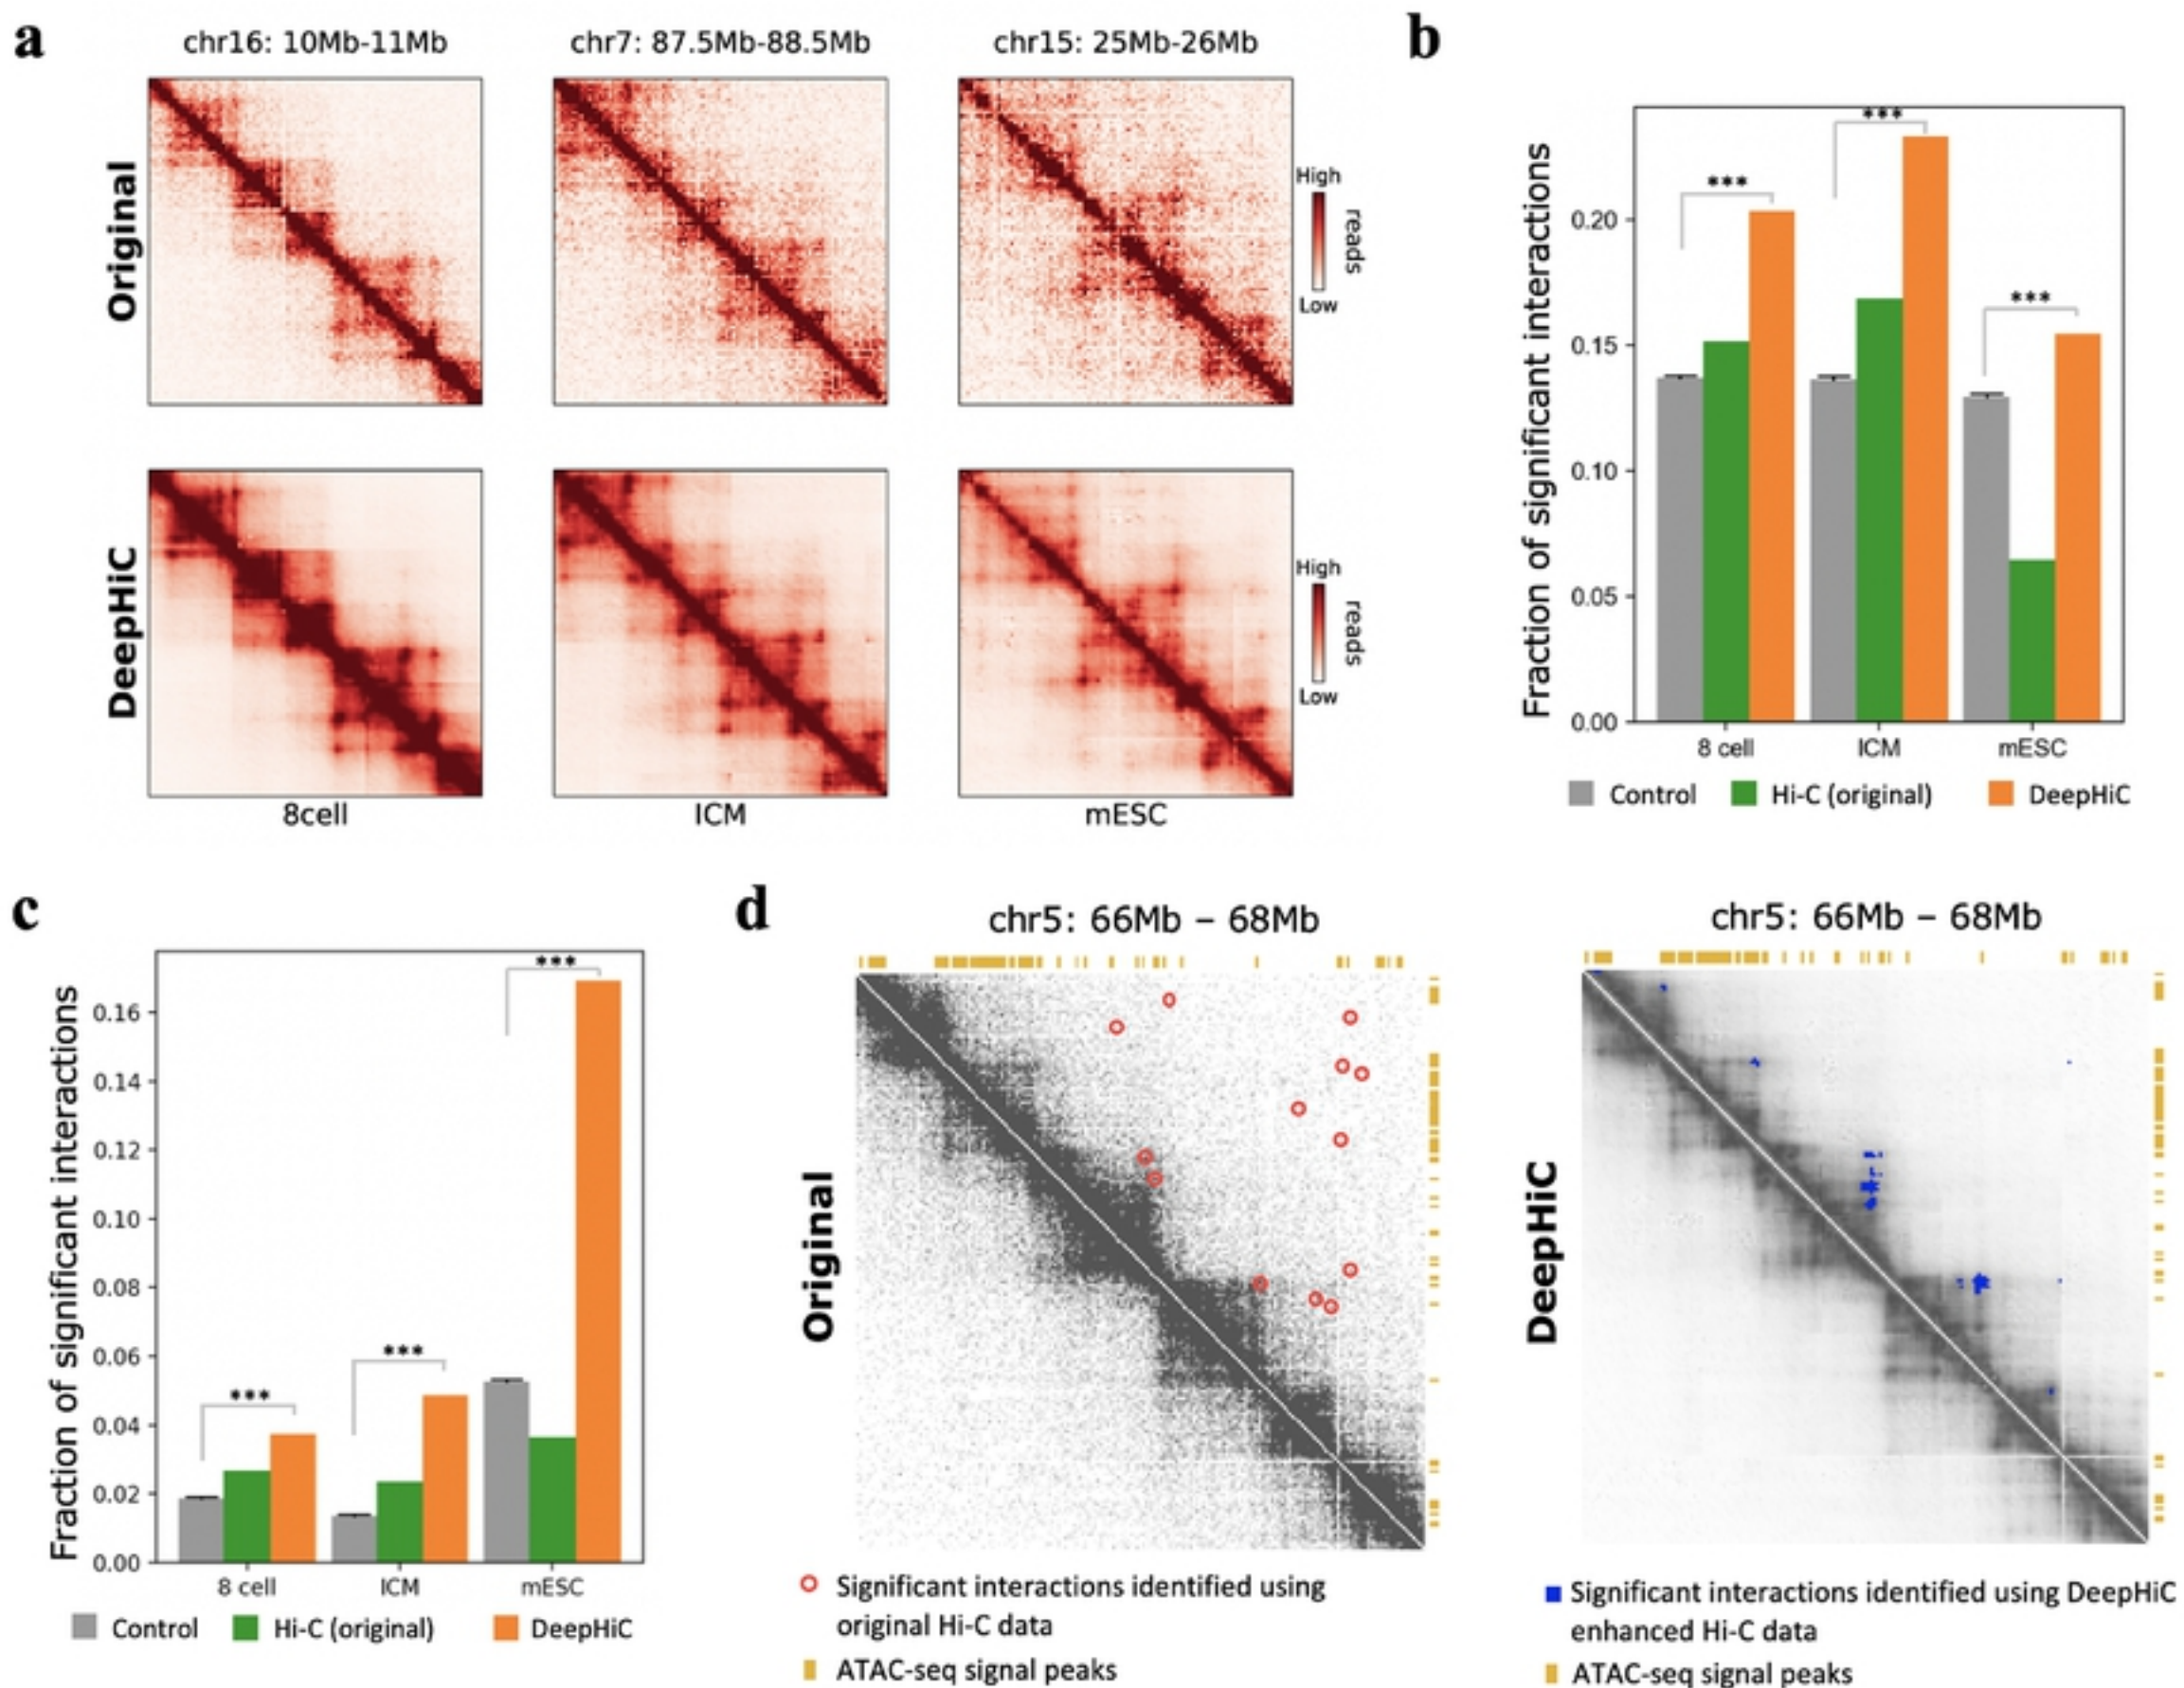 a
chr16: 10Mb-11Mb
chr7: 87.5Mb-88.5Mb
chr15: 25Mb-26Mb
Original
High
reads
Low
DeepHiC
High
reads
Low
8cell
ICM
mESC
b
Fraction of significant interactions
0.20
0.15
0.10
0.05
0.00
***
***
***
8 cell
ICM
mESC
Control
Hi-C (original)
DeepHiC
c
Fraction of significant interactions
0.16
0.14
0.12
0.10
0.08
0.06
0.04
0.02
0.00
***
***
***
8 cell
ICM
mESC
Control
Hi-C (original)
DeepHiC
d
chr5: 66Mb – 68Mb
Original
Significant interactions identified using
original Hi-C data
ATAC-seq signal peaks
chr5: 66Mb – 68Mb
DeepHiC
Significant interactions identified using DeepHiC
enhanced Hi-C data
ATAC-seq signal peaks